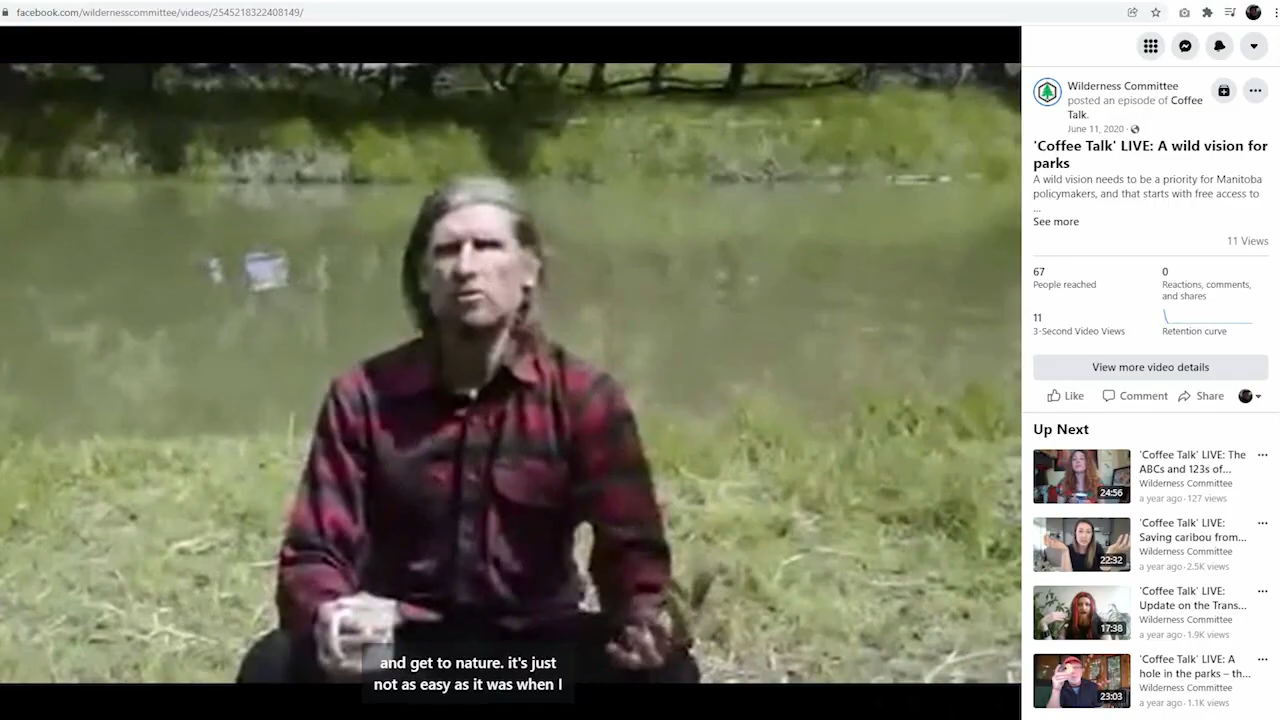 facebook.com/wildernesscommittee/videos/2545218322408149/
Wilderness Committee
posted an episode of Coffee
Talk.
June 11, 2020 ·
'Coffee Talk' LIVE: A wild vision for
parks
A wild vision needs to be a priority for Manitoba
policymakers, and that starts with free access to
...
See more
11 Views
67
People reached
0
Reactions, comments,
and shares
11
3-Second Video Views
Retention curve
View more video details
Like
Comment
Share
Up Next
24:56
'Coffee Talk' LIVE: The
ABCs and 123s of...
Wilderness Committee
a year ago · 127 views
22:32
'Coffee Talk' LIVE:
Saving caribou from...
Wilderness Committee
a year ago · 2.5K views
17:38
'Coffee Talk' LIVE:
Update on the Trans...
Wilderness Committee
a year ago · 1.9K views
23:03
'Coffee Talk' LIVE: A
hole in the parks – th...
Wilderness Committee
a year ago · 1.1K views
and get to nature. it's just
not as easy as it was when I